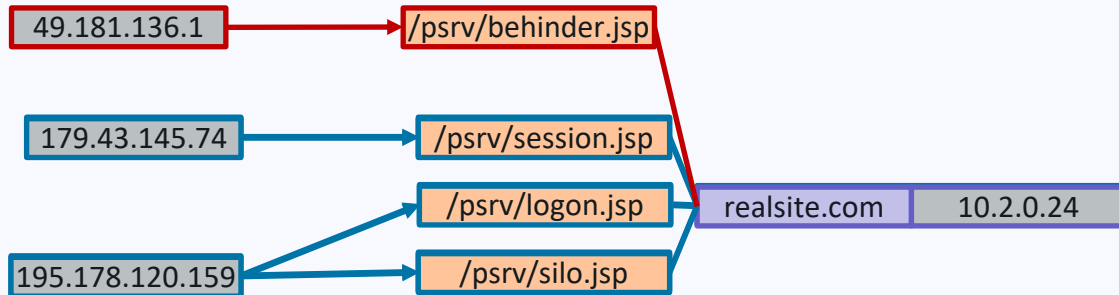 49.181.136.1
/psrv/behinder.jsp
179.43.145.74
/psrv/session.jsp
/psrv/logon.jsp
realsite.com
10.2.0.24
195.178.120.159
/psrv/silo.jsp